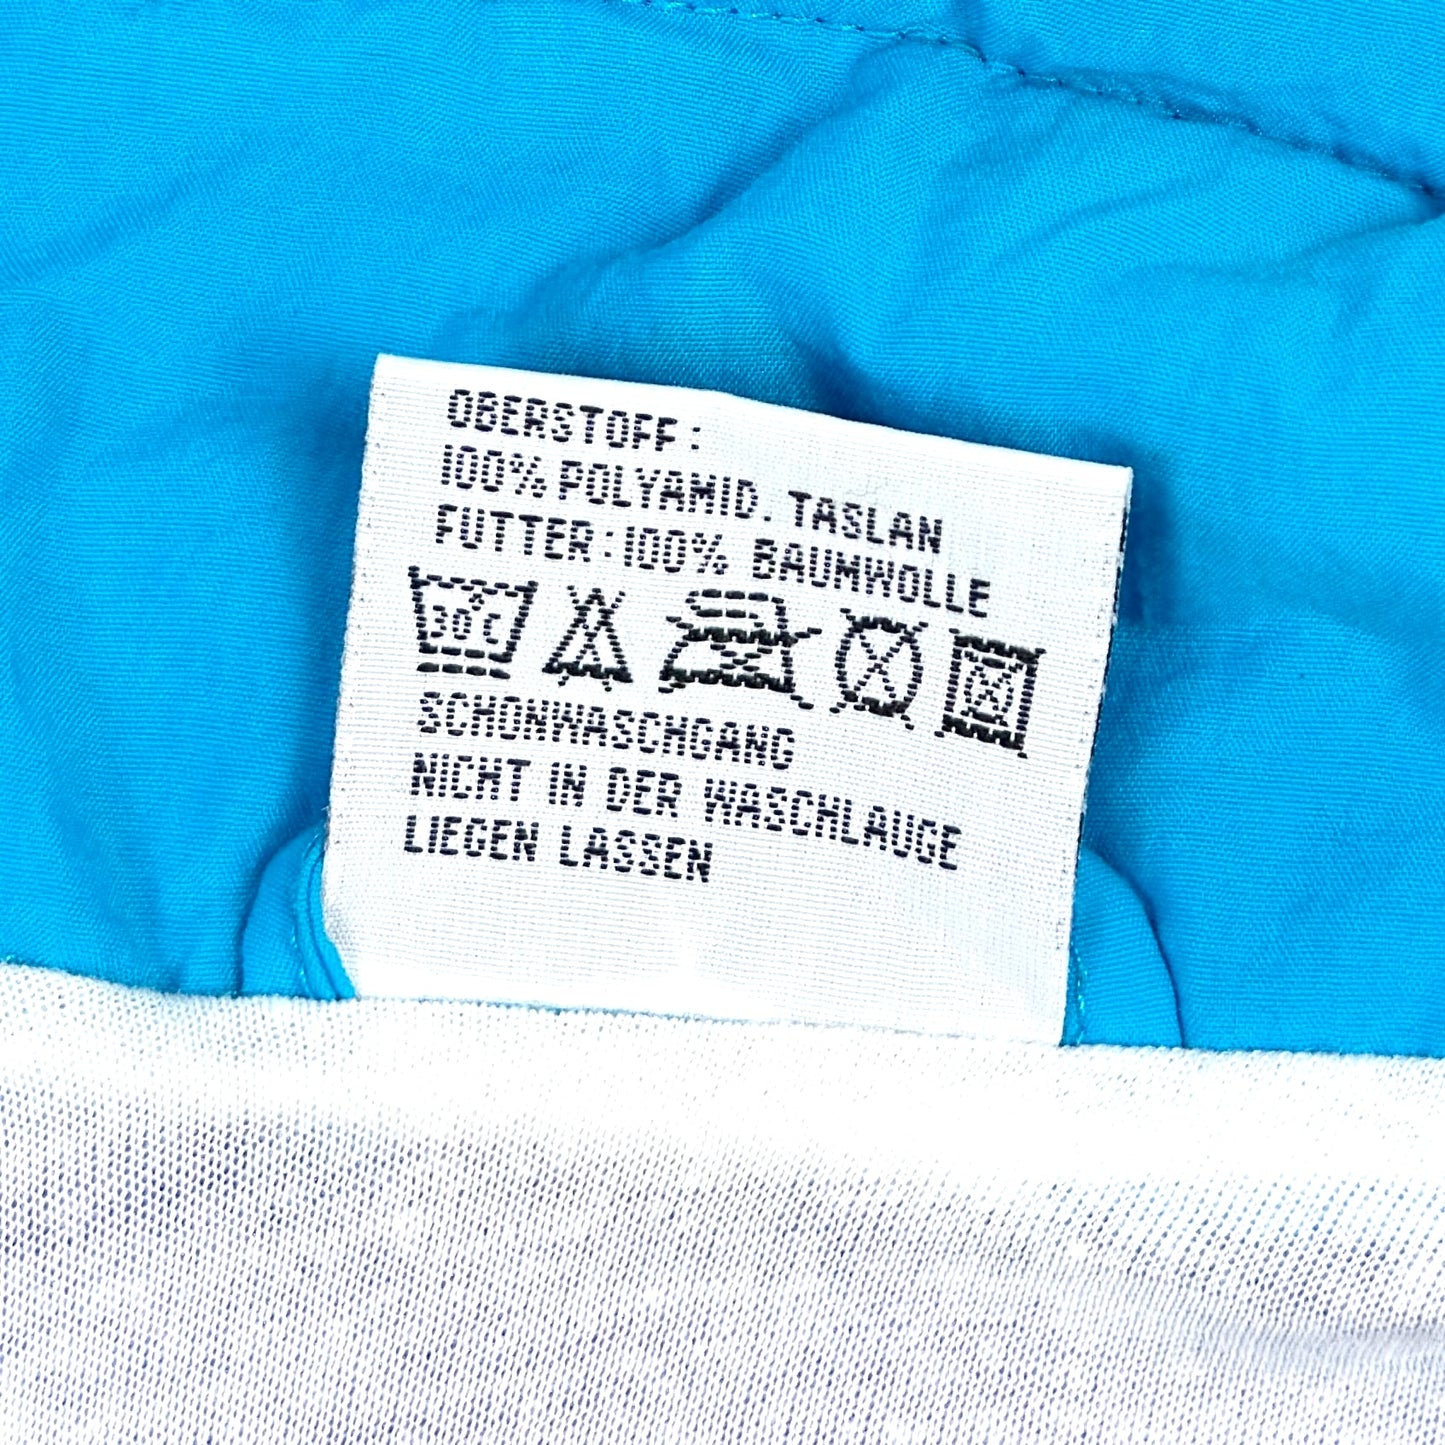 OBERSTOFF:
100% POLYAMID. TASLAN
FUTTER: 100% BAUMWOLLE
30°C
SCHONWASCHGANG
NICHT IN DER WASCHLAUGE
LIEGEN LASSEN